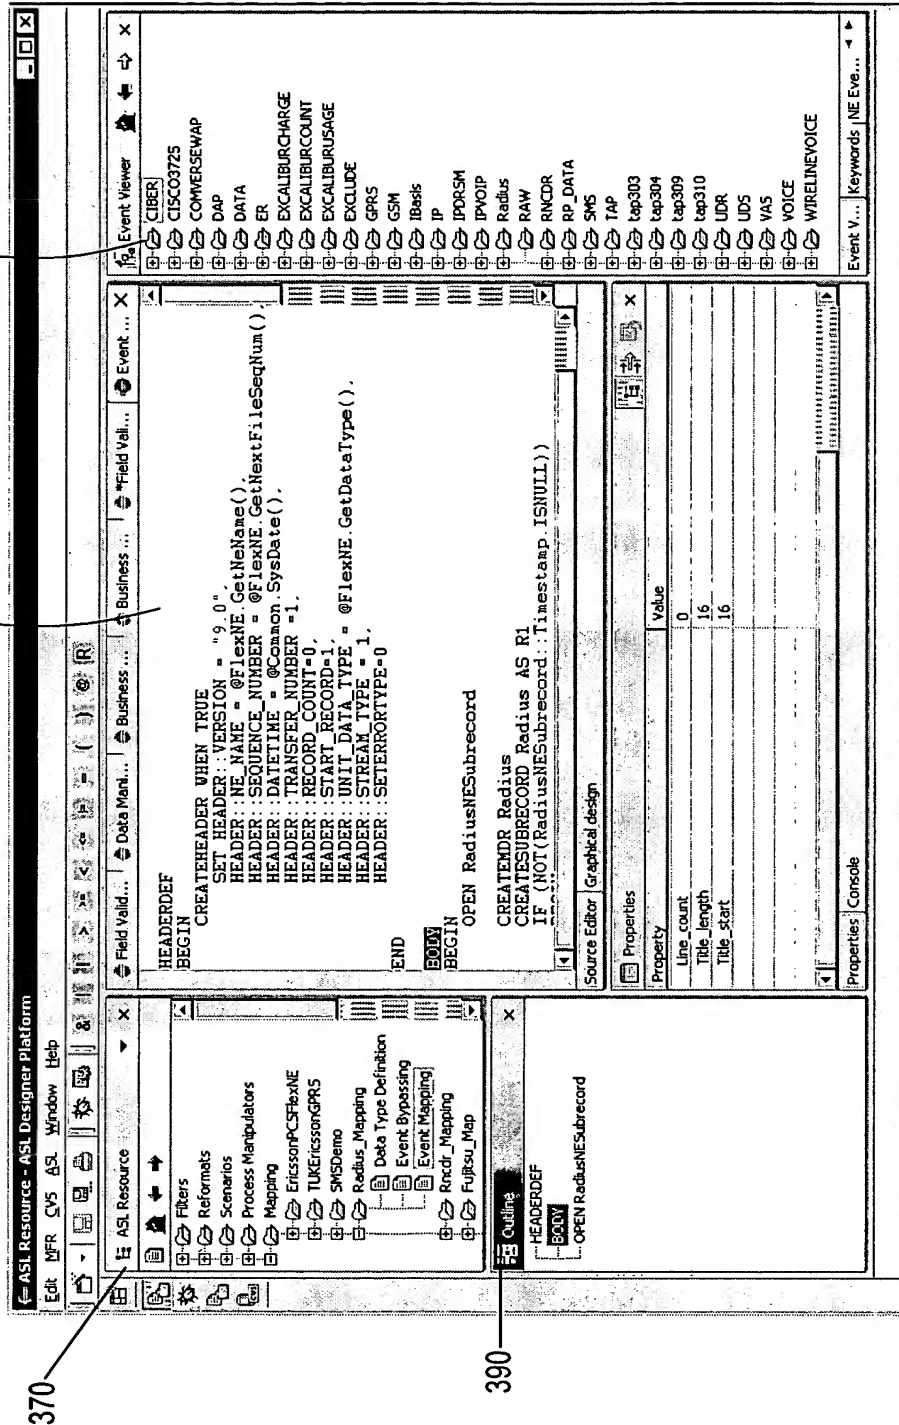 ASL Resource - ASL Designer Platform
Edit MFR CVS ASL Window Help
& || | > >= < <= != = ( ) @ R
370
ASL Resource
Filters
Reformats
Scenarios
Process Manipulators
Mapping
EricssonPCSFlexNE
TUKEricssonGPRS
SMSDemo
Radius_Mapping
Data Type Definition
Event Bypassing
Event Mapping
Rncdr_Mapping
Fujitsu_Map
390
Outline
HEADERDEF
BODY
OPEN RadiusNESubrecord
Field Valid... Data Mani... Business ... Business ... *Field Vali... Event ...
HEADERDEF
BEGIN
CREATEHEADER WHEN TRUE
SET HEADER::VERSION = "9.0",
HEADER::NE_NAME = @FlexNE.GetNeName(),
HEADER::SEQUENCE_NUMBER = @FlexNE.GetNextFileSeqNum(),
HEADER::DATETIME = @Common.SysDate(),
HEADER::TRANSFER_NUMBER =1,
HEADER::RECORD_COUNT=0,
HEADER::START_RECORD=1,
HEADER::UNIT_DATA_TYPE = @FlexNE.GetDataType(),
HEADER::STREAM_TYPE = 1,
HEADER::SETERRORTYPE=0
END
BODY
BEGIN
OPEN RadiusNESubrecord
CREATEMDR Radius
CREATESUBRECORD Radius AS R1
IF (NOT(RadiusNESubrecord::Timestamp ISNULL))
Source Editor Graphical design
Properties
Property Value
Line_count 0
Title_length 16
Title_start 16
Properties Console
Event Viewer
CIBER
CISCO3725
COMVERSEWAP
DAP
DATA
ER
EXCALIBURCHARGE
EXCALIBURCOUNT
EXCALIBURUSAGE
EXCLUDE
GPRS
GSM
IBasis
IP
IPDRSM
IPVOIP
Radius
RAW
RNCDR
RP_DATA
SMS
TAP
tap303
tap304
tap309
tap310
UDR
UDS
VAS
VOICE
WIRELINEVOICE
Event V... Keywords NE Eve...